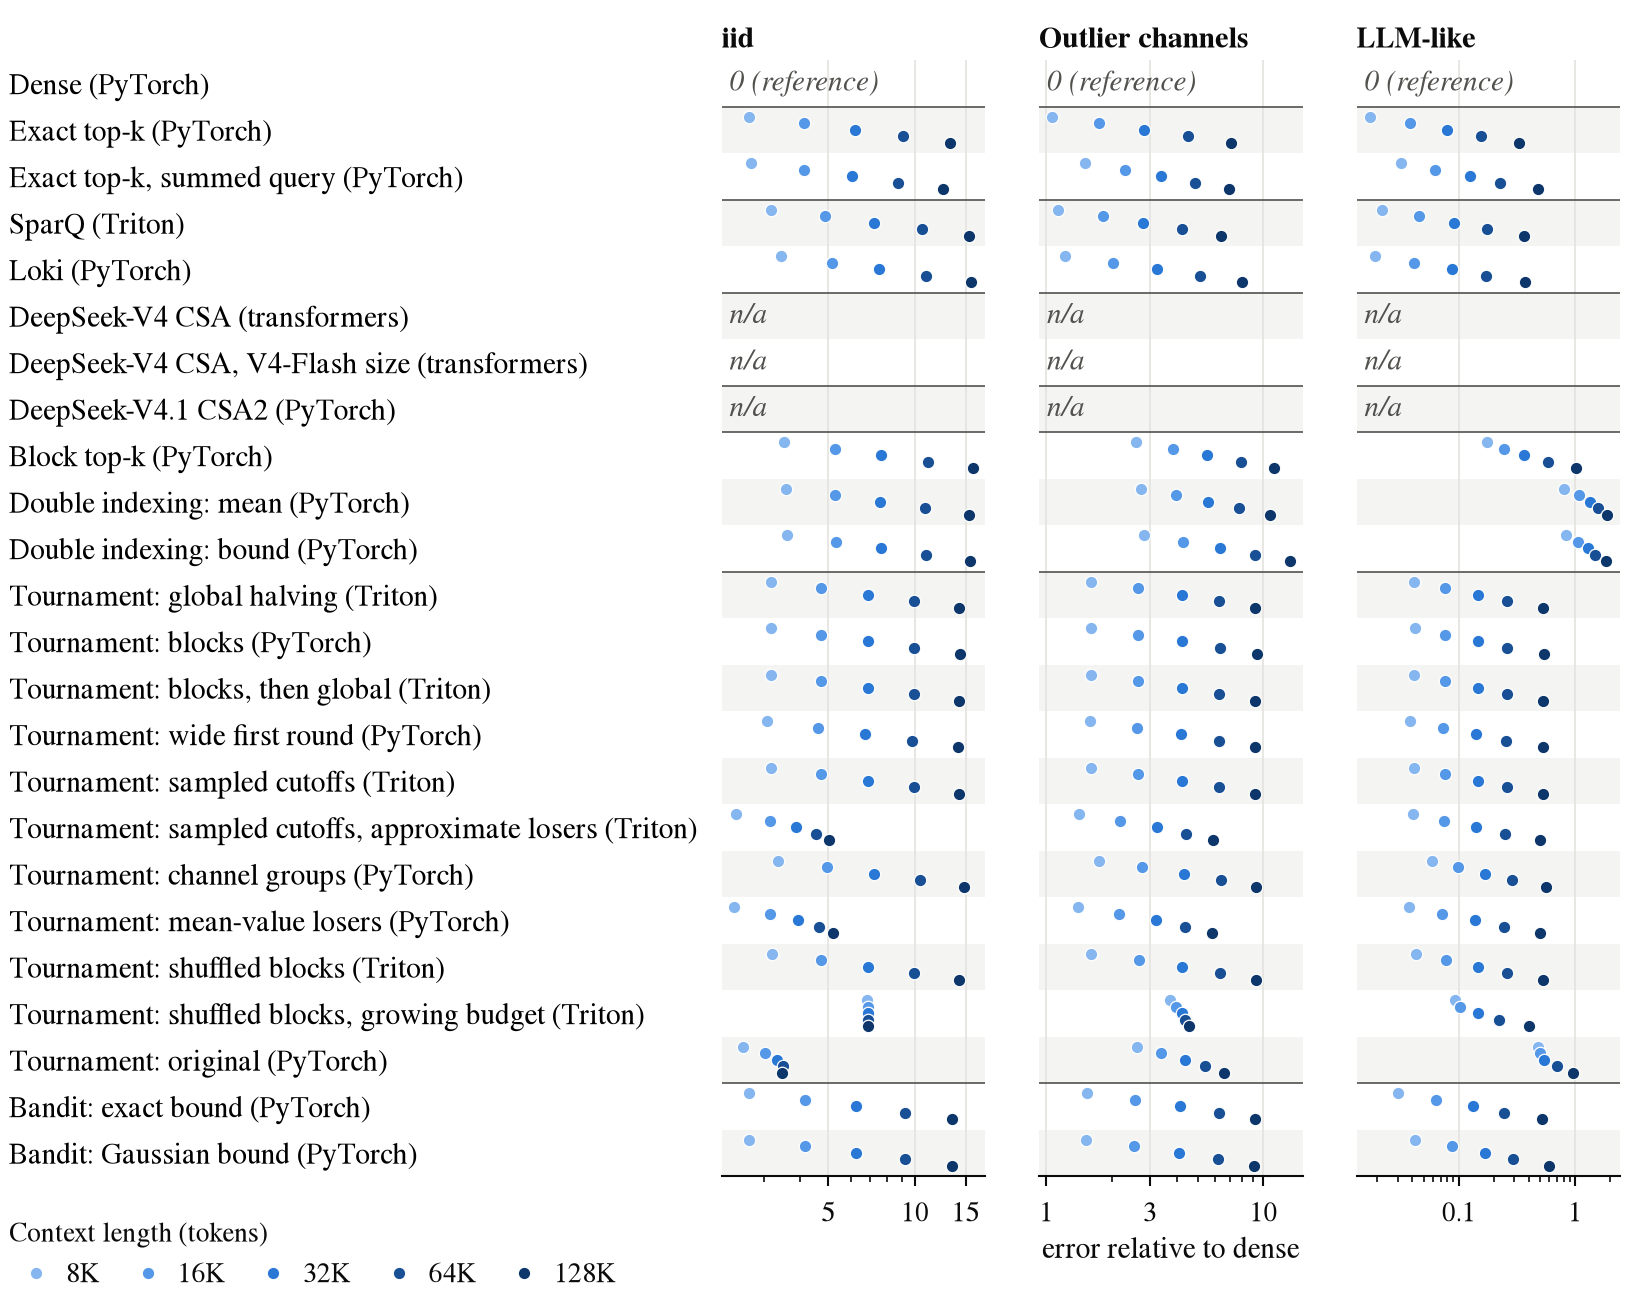 iid Outlier channels LLM-like
Dense (PyTorch) 0 (reference) 0 (reference) 0 (reference)
Exact top-k (PyTorch)
Exact top-k, summed query (PyTorch)
SparQ (Triton)
Loki (PyTorch)
DeepSeek-V4 CSA (transformers) n/a n/a n/a
DeepSeek-V4 CSA, V4-Flash size (transformers) n/a n/a n/a
DeepSeek-V4.1 CSA2 (PyTorch) n/a n/a n/a
Block top-k (PyTorch)
Double indexing: mean (PyTorch)
Double indexing: bound (PyTorch)
Tournament: global halving (Triton)
Tournament: blocks (PyTorch)
Tournament: blocks, then global (Triton)
Tournament: wide first round (PyTorch)
Tournament: sampled cutoffs (Triton)
Tournament: sampled cutoffs, approximate losers (Triton)
Tournament: channel groups (PyTorch)
Tournament: mean-value losers (PyTorch)
Tournament: shuffled blocks (Triton)
Tournament: shuffled blocks, growing budget (Triton)
Tournament: original (PyTorch)
Bandit: exact bound (PyTorch)
Bandit: Gaussian bound (PyTorch)
5 10 15 1 3 10 0.1 1
error relative to dense
Context length (tokens)
8K 16K 32K 64K 128K